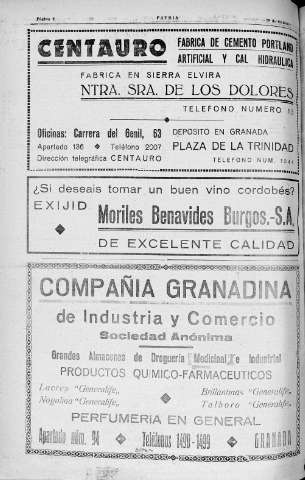 Página 2
PATRIA
CENTAURO
FABRICA DE CEMENTO PORTLAND
ARTIFICIAL Y CAL HIDRAULICA
FABRICA EN SIERRA ELVIRA
NTRA. SRA. DE LOS DOLORES
TELEFONO NUMERO
Oficinas: Carrera del Genil, 63
Apartado 136 ◆ Teléfono 2007
Dirección telegráfica CENTAURO
DEPOSITO EN GRANADA
PLAZA DE LA TRINIDAD
TELEFONO NUM.
¿Si deseais tomar un buen vino cordobés?
EXIJID
Moriles Benavides Burgos.-S.A.
DE EXCELENTE CALIDAD
COMPAÑIA GRANADINA
de Industria y Comercio
Sociedad Anónima
Grandes Almacenes de Droguería Medicinal e Industrial
PRODUCTOS QUIMICO-FARMACEUTICOS
Lacres "Generalife„
Brillantinas "Generalife„
Nogalina "Generalife„
Talboro "Generalife„
PERFUMERIA EN GENERAL
Apartado núm. 94 ◆ Teléfonos 1490 - 1499 ◆ GRANADA